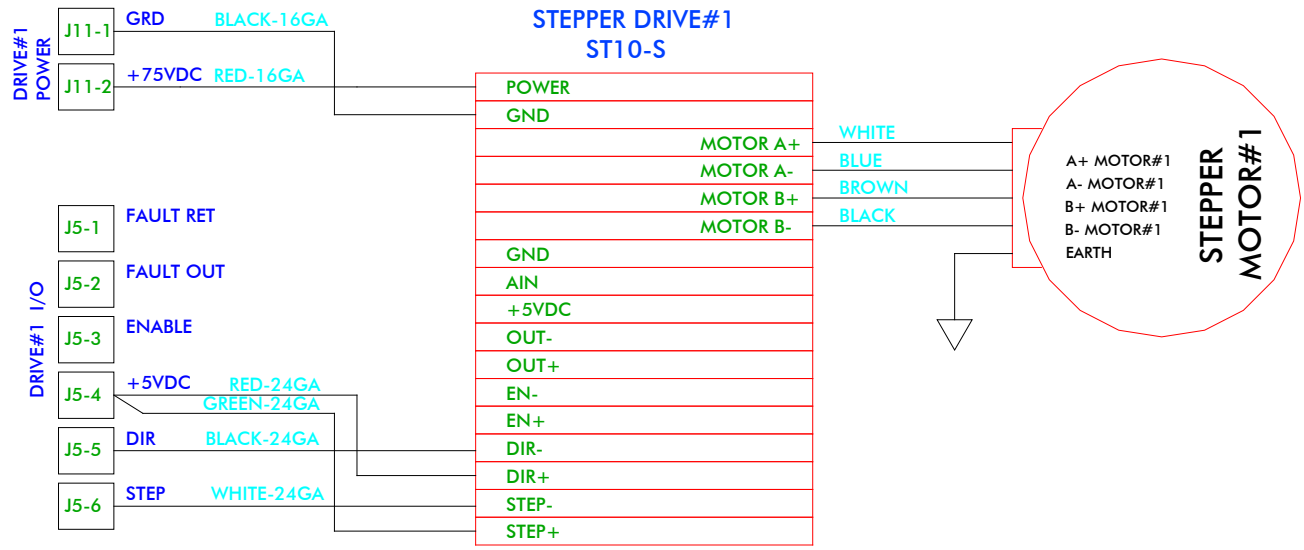 STEPPER DRIVE#1
ST10-S
DRIVE#1
POWER
J11-1 GRD BLACK-16GA
J11-2 +75VDC RED-16GA
DRIVE#1 I/O
J5-1 FAULT RET
J5-2 FAULT OUT
J5-3 ENABLE
J5-4 +5VDC RED-24GA
GREEN-24GA
J5-5 DIR BLACK-24GA
J5-6 STEP WHITE-24GA
POWER
GND
MOTOR A+ WHITE
MOTOR A- BLUE
MOTOR B+ BROWN
MOTOR B- BLACK
GND
AIN
+5VDC
OUT-
OUT+
EN-
EN+
DIR-
DIR+
STEP-
STEP+
A+ MOTOR#1
A- MOTOR#1
B+ MOTOR#1
B- MOTOR#1
EARTH
STEPPER
MOTOR#1